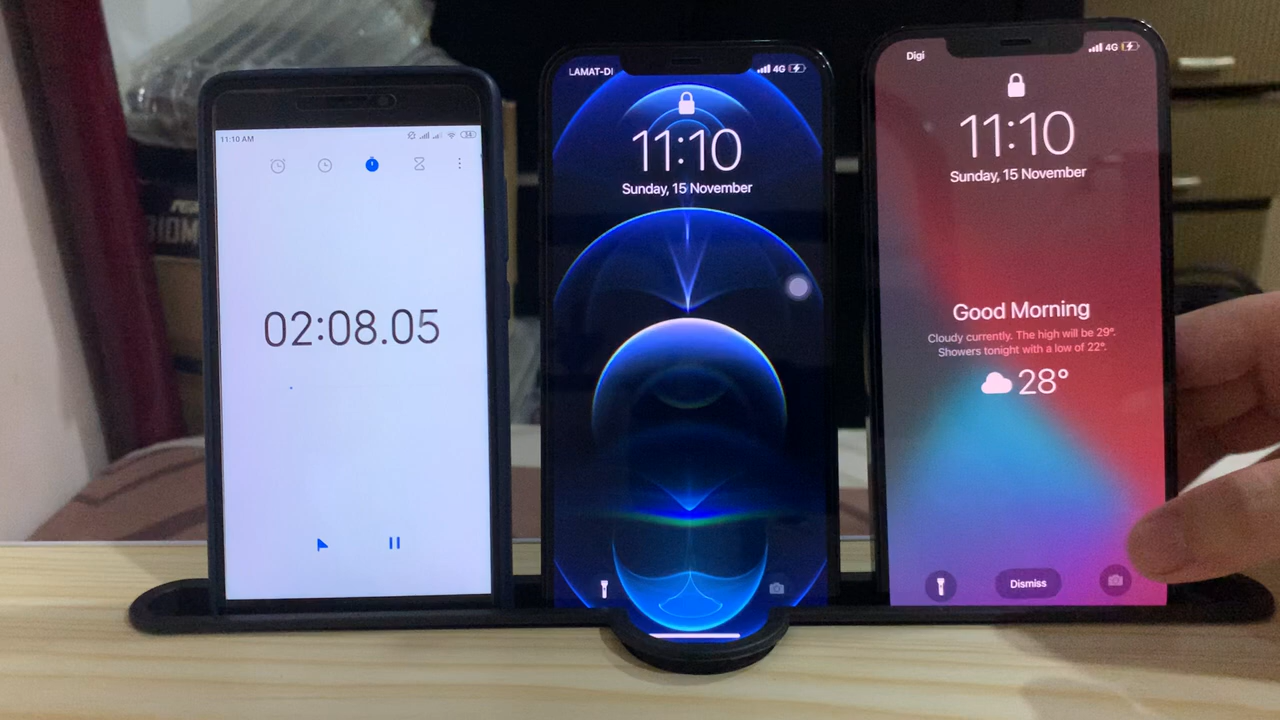 11:10 AM
34
02:08.05
LAMAT-DI
4G
11:10
Sunday, 15 November
Digi
4G
11:10
Sunday, 15 November
Good Morning
Cloudy currently. The high will be 29°.
Showers tonight with a low of 22°.
28°
Dismiss